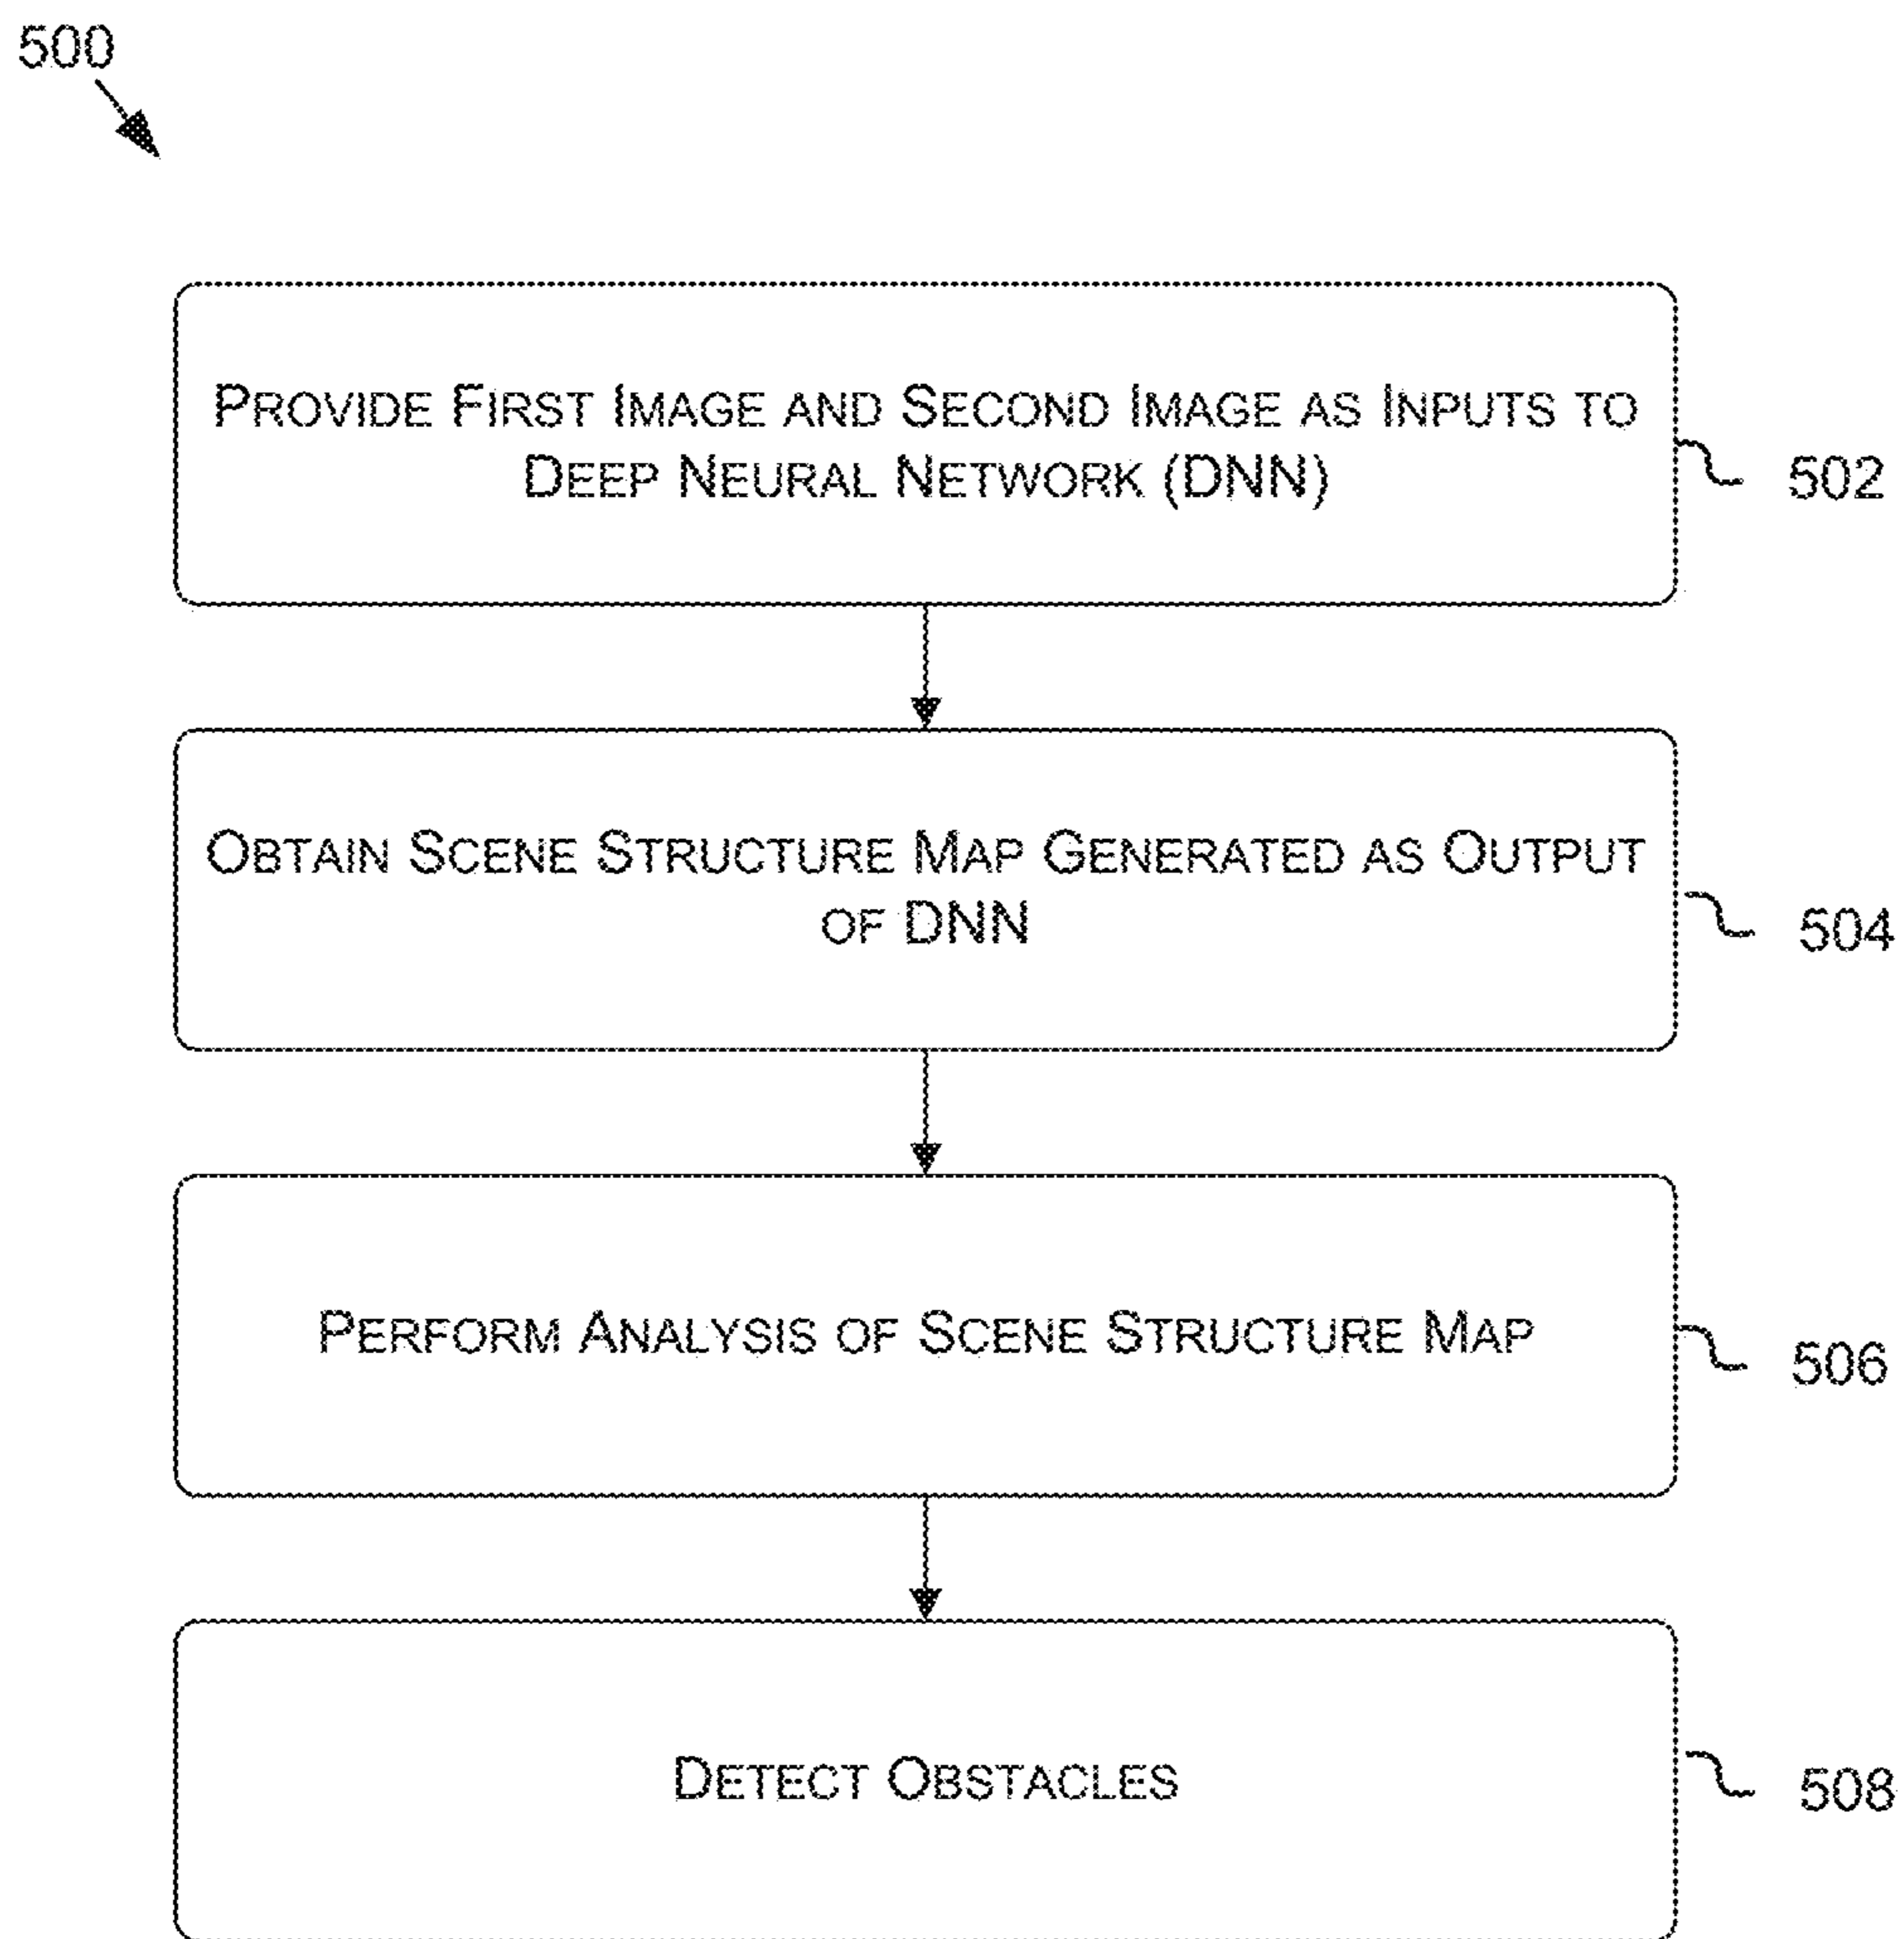 500
PROVIDE FIRST IMAGE AND SECOND IMAGE AS INPUTS TO
DEEP NEURAL NETWORK (DNN)
502
OBTAIN SCENE STRUCTURE MAP GENERATED AS OUTPUT
OF DNN
504
PERFORM ANALYSIS OF SCENE STRUCTURE MAP
506
DETECT OBSTACLES
508